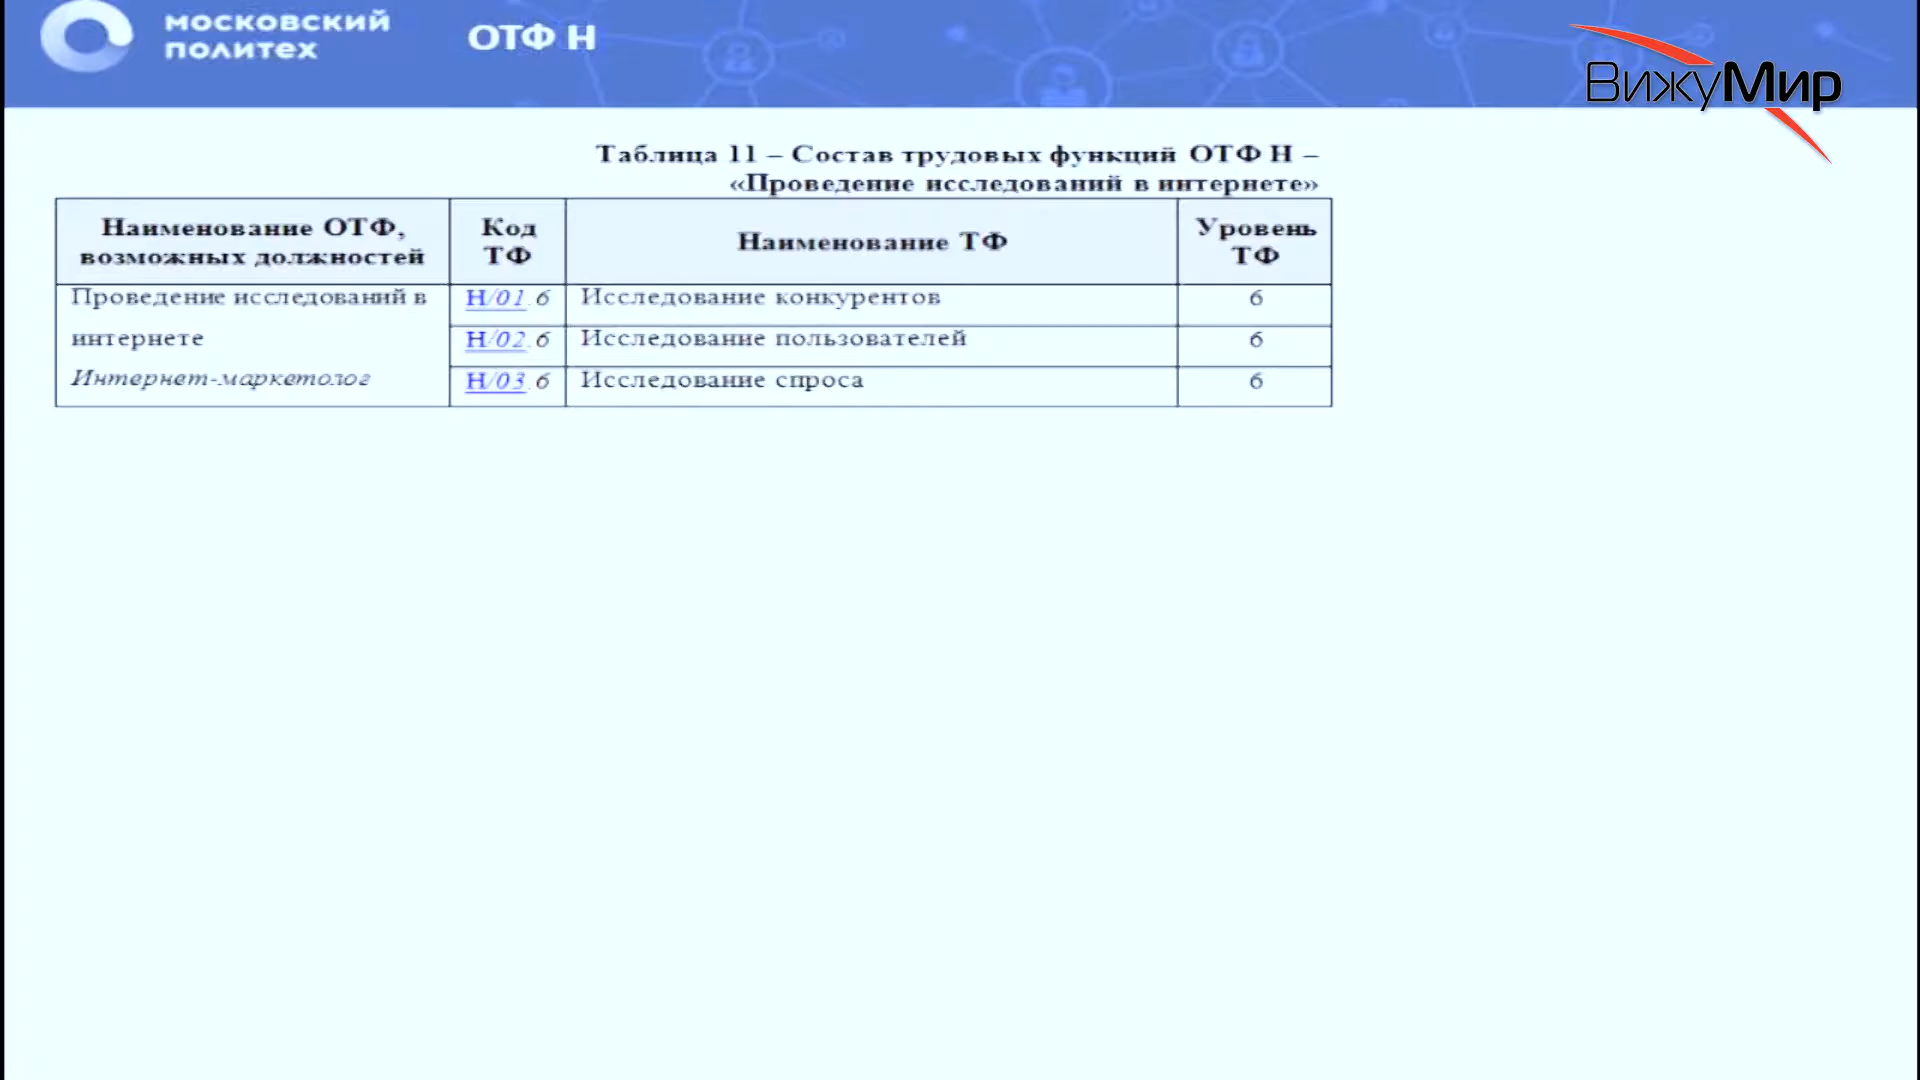 московский
политех
ОТФ Н
ВижуМир
Таблица 11 – Состав трудовых функций ОТФ Н –
«Проведение исследований в интернете»
Наименование ОТФ,
возможных должностей
Код
ТФ
Наименование ТФ
Уровень
ТФ
Проведение исследований в
интернете
Интернет-маркетолог
Н/01.6 Исследование конкурентов 6
Н/02.6 Исследование пользователей 6
Н/03.6 Исследование спроса 6